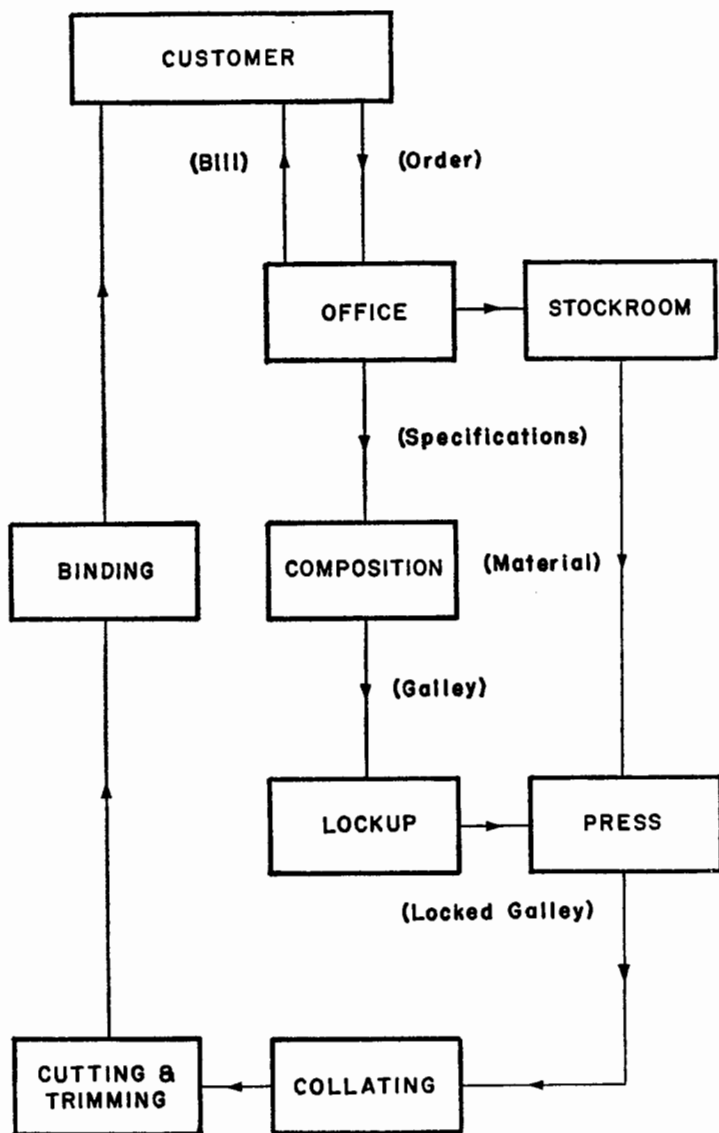 CUSTOMER
(Bill)
(Order)
OFFICE
STOCKROOM
(Specifications)
BINDING
COMPOSITION
(Material)
(Galley)
LOCKUP
PRESS
(Locked Galley)
CUTTING &
TRIMMING
COLLATING